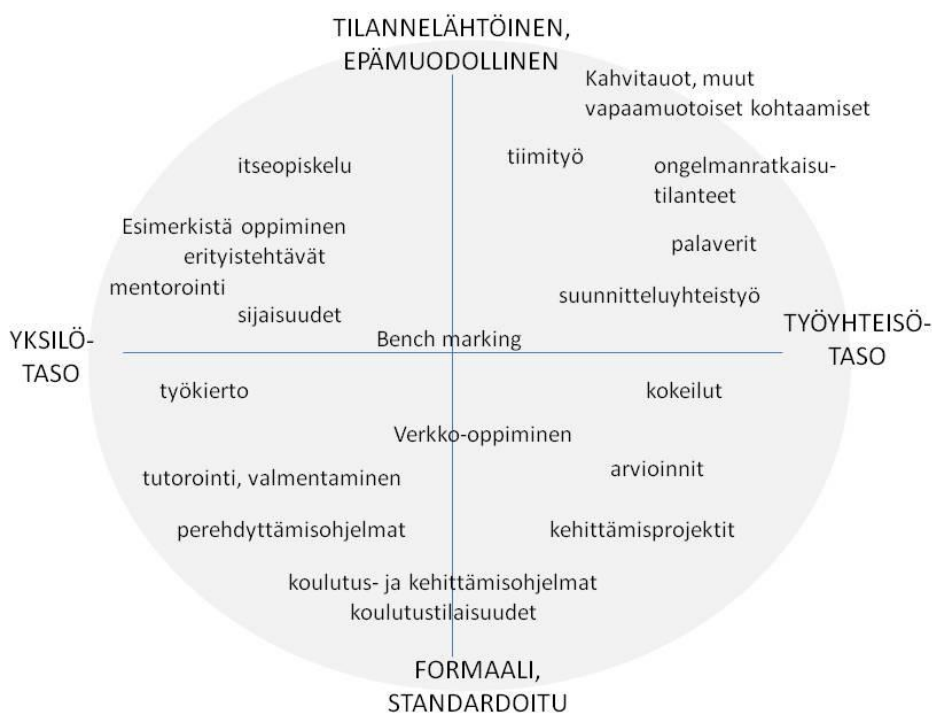 TILANNELÄHTÖINEN,
EPÄMUODOLLINEN
Kahvitauot, muut
vapaamuotoiset kohtaamiset
tiimityö
itseopiskelu
ongelmanratkaisu-
tilanteet
Esimerkistä oppiminen
erityistehtävät
palaverit
mentorointi
suunnitteluyhteistyö
sijaisuudet
YKSILÖ-
TASO
Bench marking
TYÖYHTEISÖ-
TASO
työkierto
kokeilut
Verkko-oppiminen
arvioinnit
tutorointi, valmentaminen
perehdyttämisohjelmat
kehittämisprojektit
koulutus- ja kehittämisohjelmat
koulutustilaisuudet
FORMAALI,
STANDARDOITU